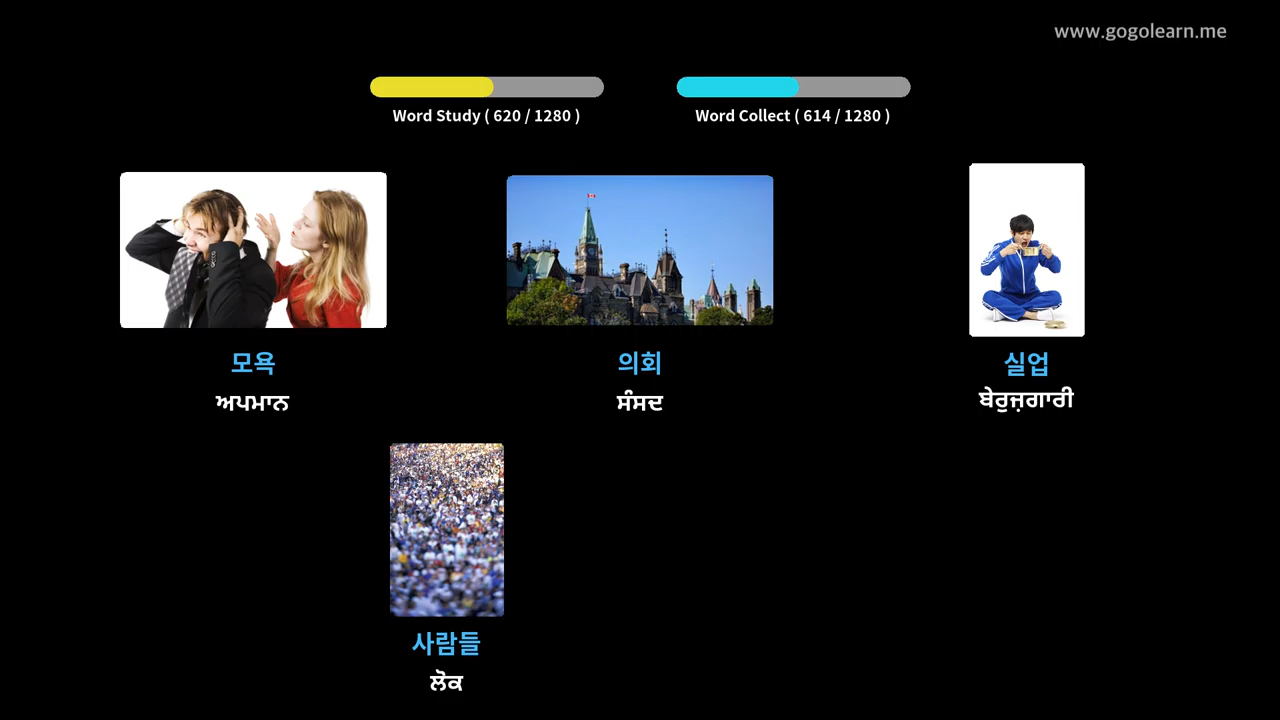 www.gogolearn.me
Word Study ( 620 / 1280 )
Word Collect ( 614 / 1280 )
모욕
ਅਪਮਾਨ
의회
ਸੰਸਦ
실업
ਬੇਰੁਜ਼ਗਾਰੀ
사람들
ਲੋਕ